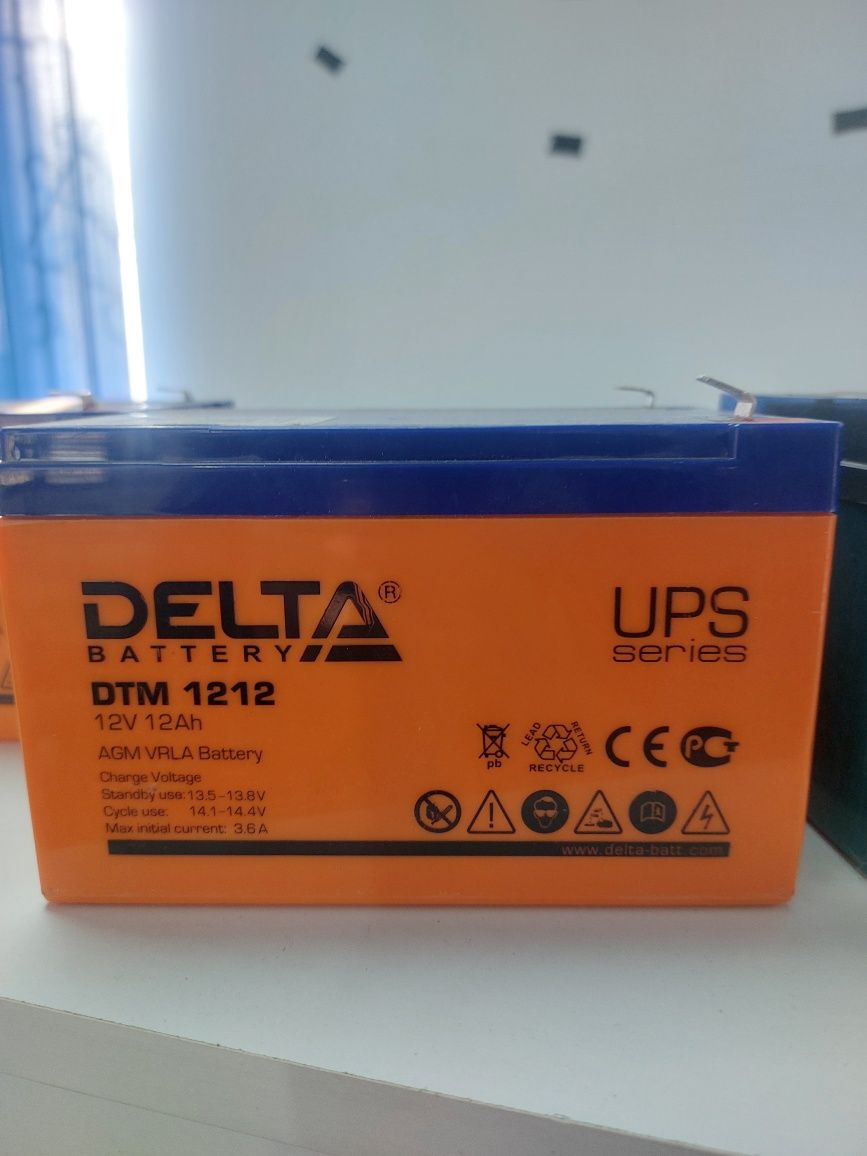 DELTA®
BATTERY
UPS
series
DTM 1212
12V 12Ah
AGM VRLA Battery
Charge Voltage
Standby use: 13.5-13.8V
Cycle use: 14.1-14.4V
Max initial current: 3.6 A
pb
LEAD RETURN
RECYCLE
CE
РСТ
www.delta-batt.com